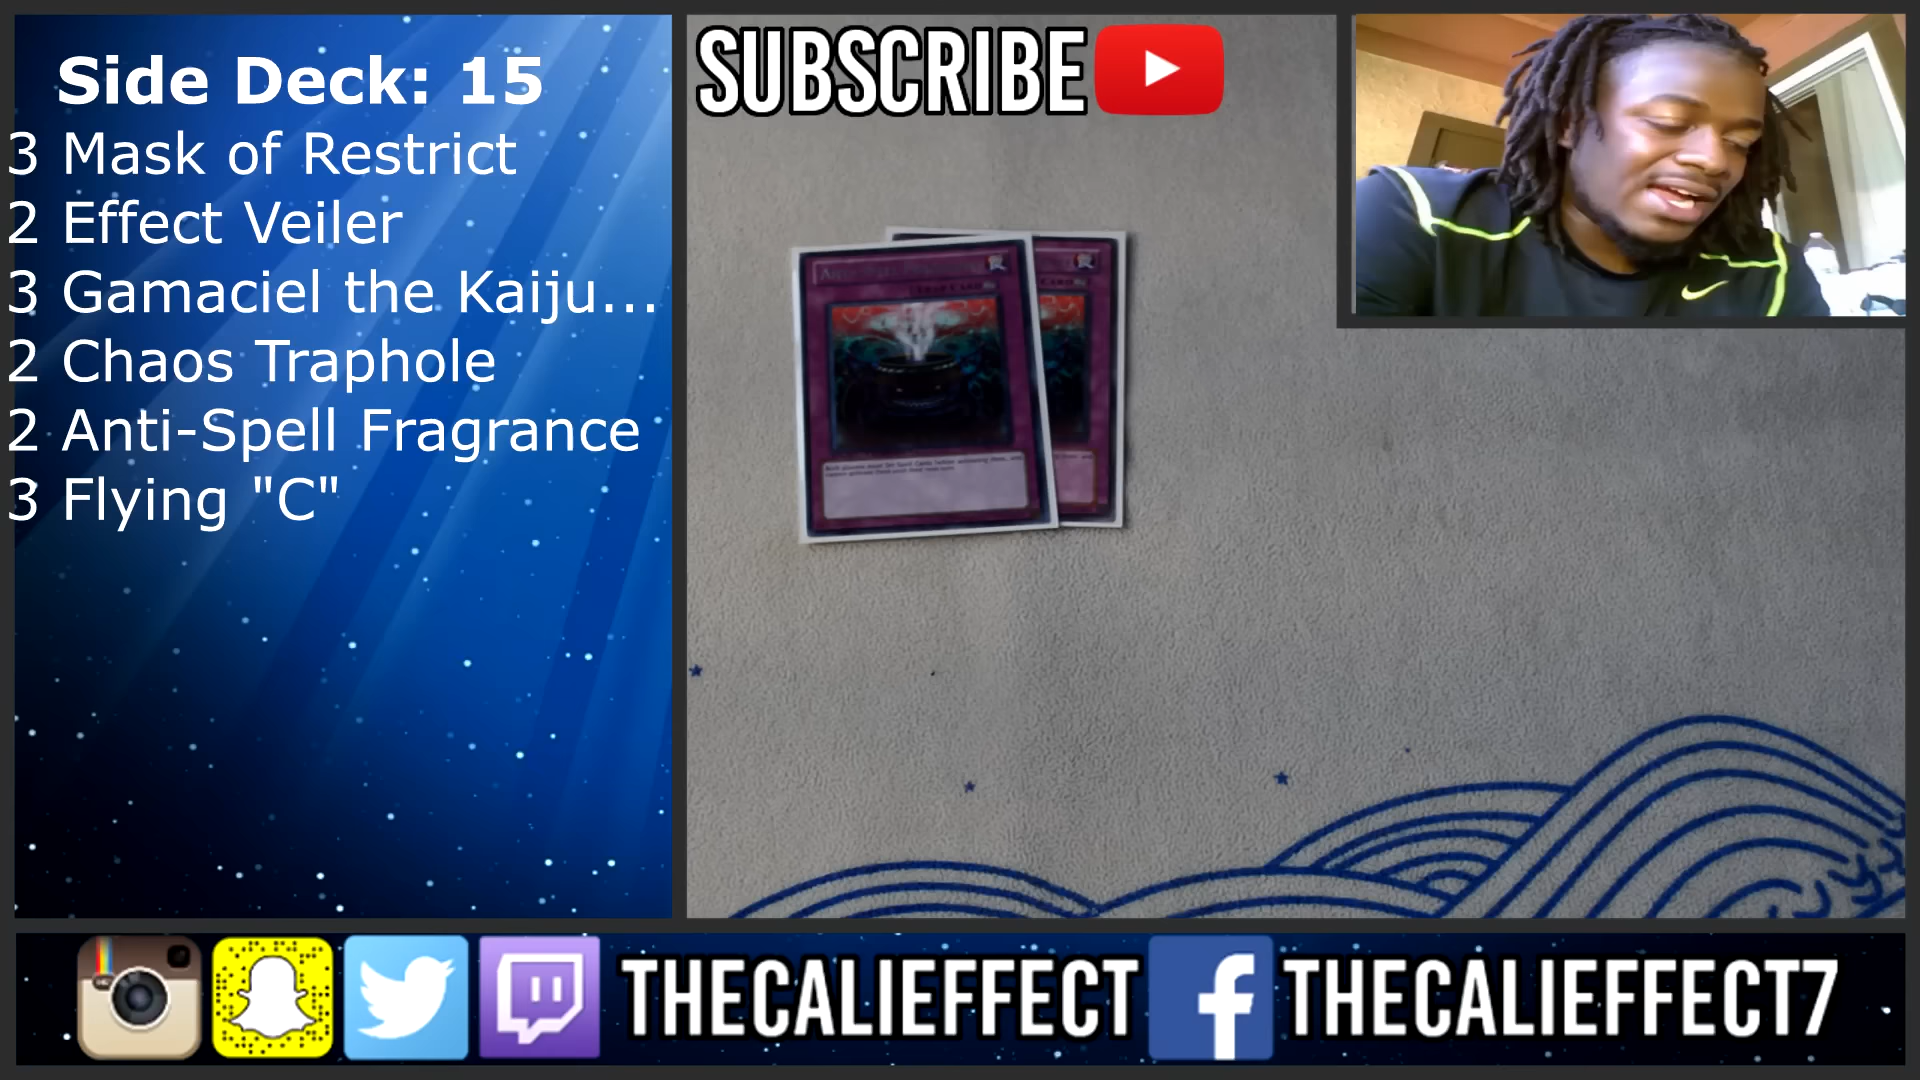 Side Deck: 15
3 Mask of Restrict
2 Effect Veiler
3 Gamaciel the Kaiju...
2 Chaos Traphole
2 Anti-Spell Fragrance
3 Flying "C"
SUBSCRIBE
THECALIEFFECT
THECALIEFFECT7